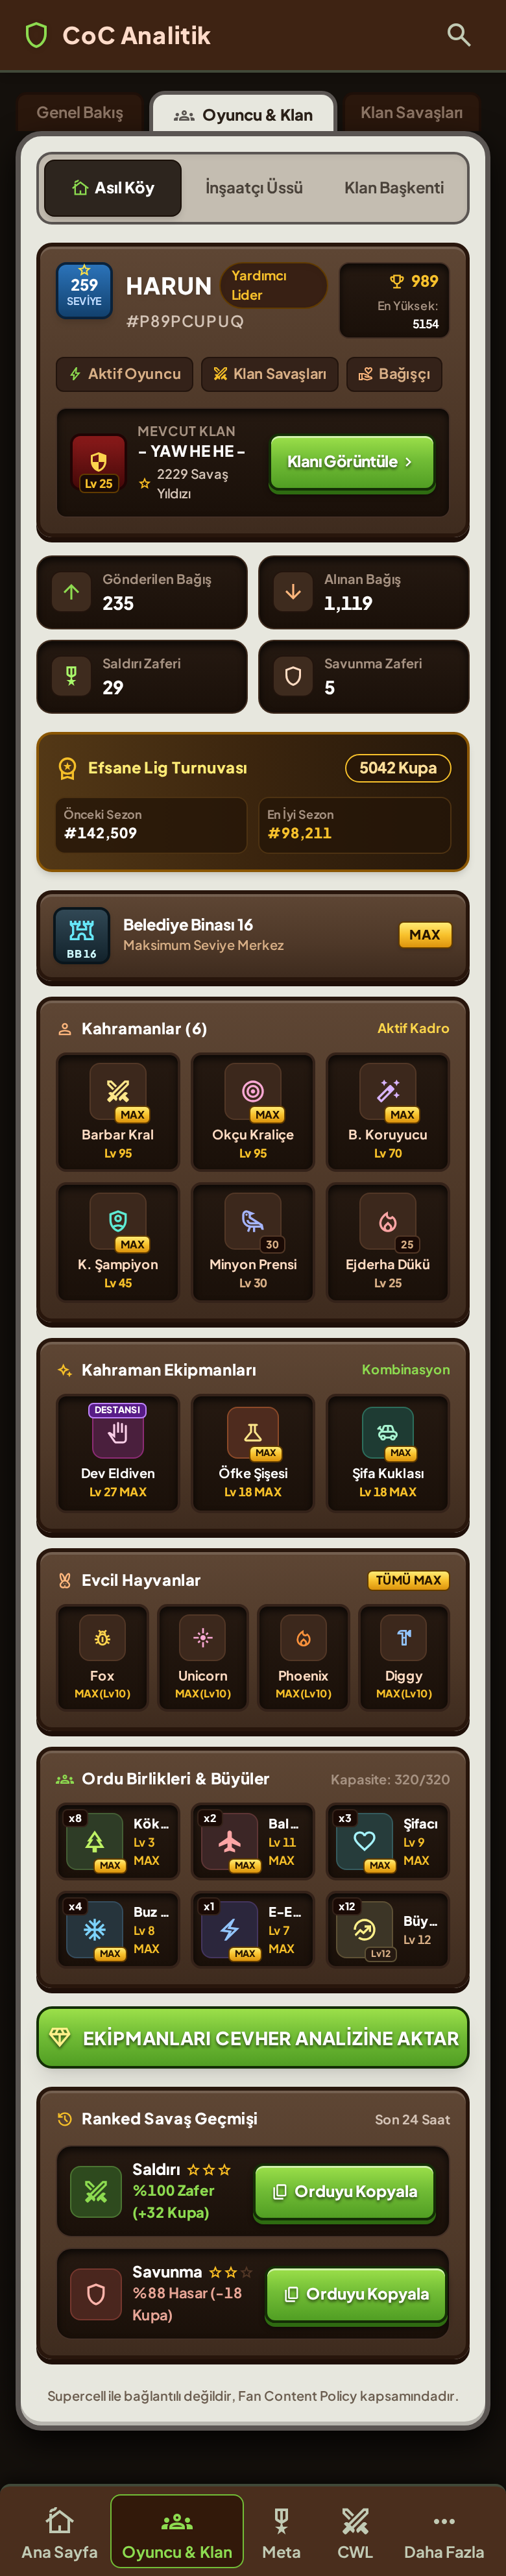 CoC Analitik
Genel Bakış
Oyuncu & Klan
Klan Savaşları
Asıl Köy
İnşaatçı Üssü
Klan Başkenti
259
SEVİYE
HARUN
Yardımcı
Lider
#P89PCUPUQ
989
En Yüksek:
5154
Aktif Oyuncu
Klan Savaşları
Bağışçı
Lv 25
MEVCUT KLAN
- YAWHEHE -
2229 Savaş
Yıldızı
Klanı Görüntüle
Gönderilen Bağış
235
Alınan Bağış
1,119
Saldırı Zaferi
29
Savunma Zaferi
5
Efsane Lig Turnuvası
5042 Kupa
Önceki Sezon
#142,509
En İyi Sezon
#98,211
BB 16
Belediye Binası 16
Maksimum Seviye Merkez
MAX
Kahramanlar (6)
Aktif Kadro
MAX
Barbar Kral
Lv 95
MAX
Okçu Kraliçe
Lv 95
MAX
B. Koruyucu
Lv 70
MAX
K. Şampiyon
Lv 45
30
Minyon Prensi
Lv 30
25
Ejderha Dükü
Lv 25
Kahraman Ekipmanları
Kombinasyon
DESTANSI
Dev Eldiven
Lv 27 MAX
MAX
Öfke Şişesi
Lv 18 MAX
MAX
Şifa Kuklası
Lv 18 MAX
Evcil Hayvanlar
TÜMÜ MAX
Fox
MAX (Lv10)
Unicorn
MAX (Lv10)
Phoenix
MAX (Lv10)
Diggy
MAX (Lv10)
Ordu Birlikleri & Büyüler
Kapasite: 320/320
x8
MAX
Kök...
Lv 3
MAX
x2
MAX
Bal...
Lv 11
MAX
x3
MAX
Şifacı
Lv 9
MAX
x4
MAX
Buz ...
Lv 8
MAX
x1
MAX
E-E...
Lv 7
MAX
x12
Lv12
Büy...
Lv 12
EKİPMANLARI CEVHER ANALİZİNE AKTAR
Ranked Savaş Geçmişi
Son 24 Saat
Saldırı
%100 Zafer
(+32 Kupa)
Orduyu Kopyala
Savunma
%88 Hasar (-18
Kupa)
Orduyu Kopyala
Supercell ile bağlantılı değildir, Fan Content Policy kapsamındadır.
Ana Sayfa
Oyuncu & Klan
Meta
CWL
Daha Fazla